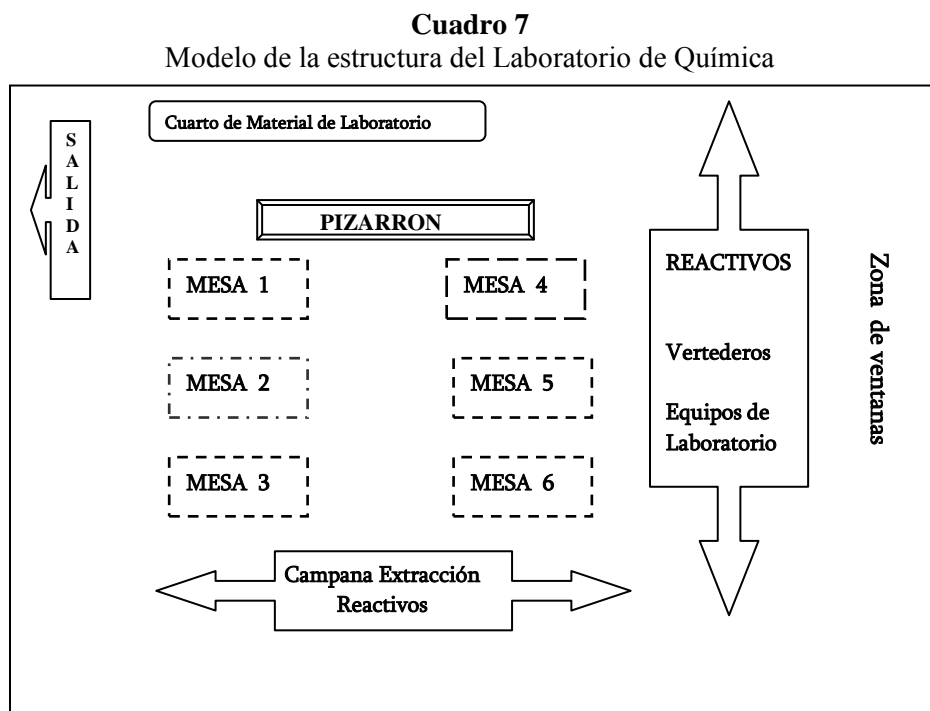 Cuadro 7
Modelo de la estructura del Laboratorio de Química
Cuarto de Material de Laboratorio
SALIDA
PIZARRON
MESA 1
MESA 4
MESA 2
MESA 5
MESA 3
MESA 6
REACTIVOS
Vertederos
Equipos de
Laboratorio
Zona de ventanas
Campana Extracción
Reactivos